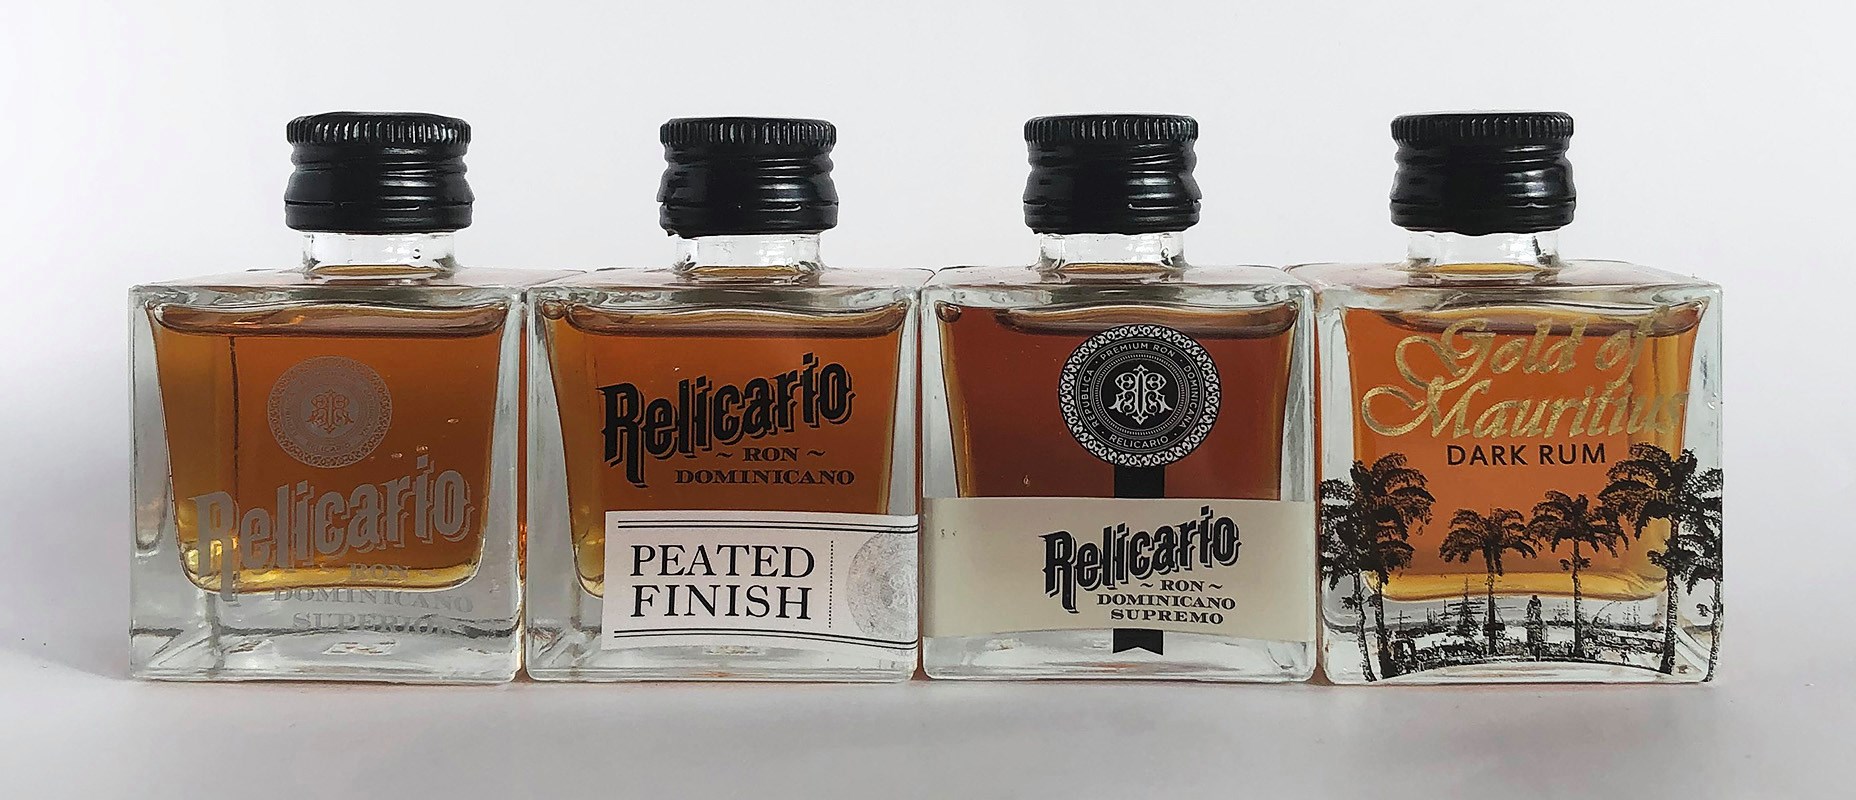 Relicario
RON
DOMINICANO
SUPERIOR
Relicario
~ RON ~
DOMINICANO
PEATED
FINISH
PREMIUM RON · DOMINICANA · RELICARIO · REPUBLICA
Relicario
~ RON ~
DOMINICANO
SUPREMO
Gold of
Mauritius
DARK RUM